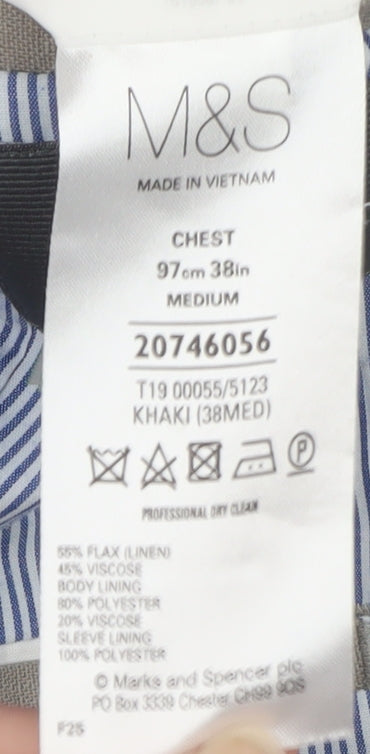 M&S
MADE IN VIETNAM
CHEST
97cm 38in
MEDIUM
20746056
T19 00055/5123
KHAKI (38MED)
P
PROFESSIONAL DRY CLEAN
55% FLAX (LINEN)
45% VISCOSE
BODY LINING
80% POLYESTER
20% VISCOSE
SLEEVE LINING
100% POLYESTER
© Marks and Spencer plc
PO Box 3339 Chester CH99 9QS
F25